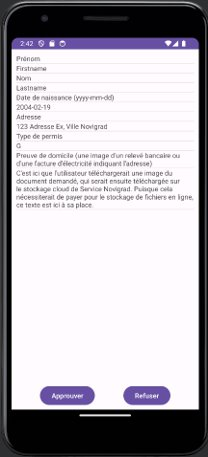 2:42
Prénom
Firstname
Nom
Lastname
Date de naissance (yyyy-mm-dd)
2004-02-19
Adresse
123 Adresse Ex, Ville Novigrad
Type de permis
G
Preuve de domicile (une image d'un relevé bancaire ou
d'une facture d'électricité indiquant l'adresse)
C'est ici que l'utilisateur téléchargerait une image du
document demandé, qui serait ensuite téléchargée sur
le stockage cloud de Service Novigrad. Puisque cela
nécessiterait de payer pour le stockage de fichiers en ligne,
ce texte est ici à sa place.
Approuver
Refuser